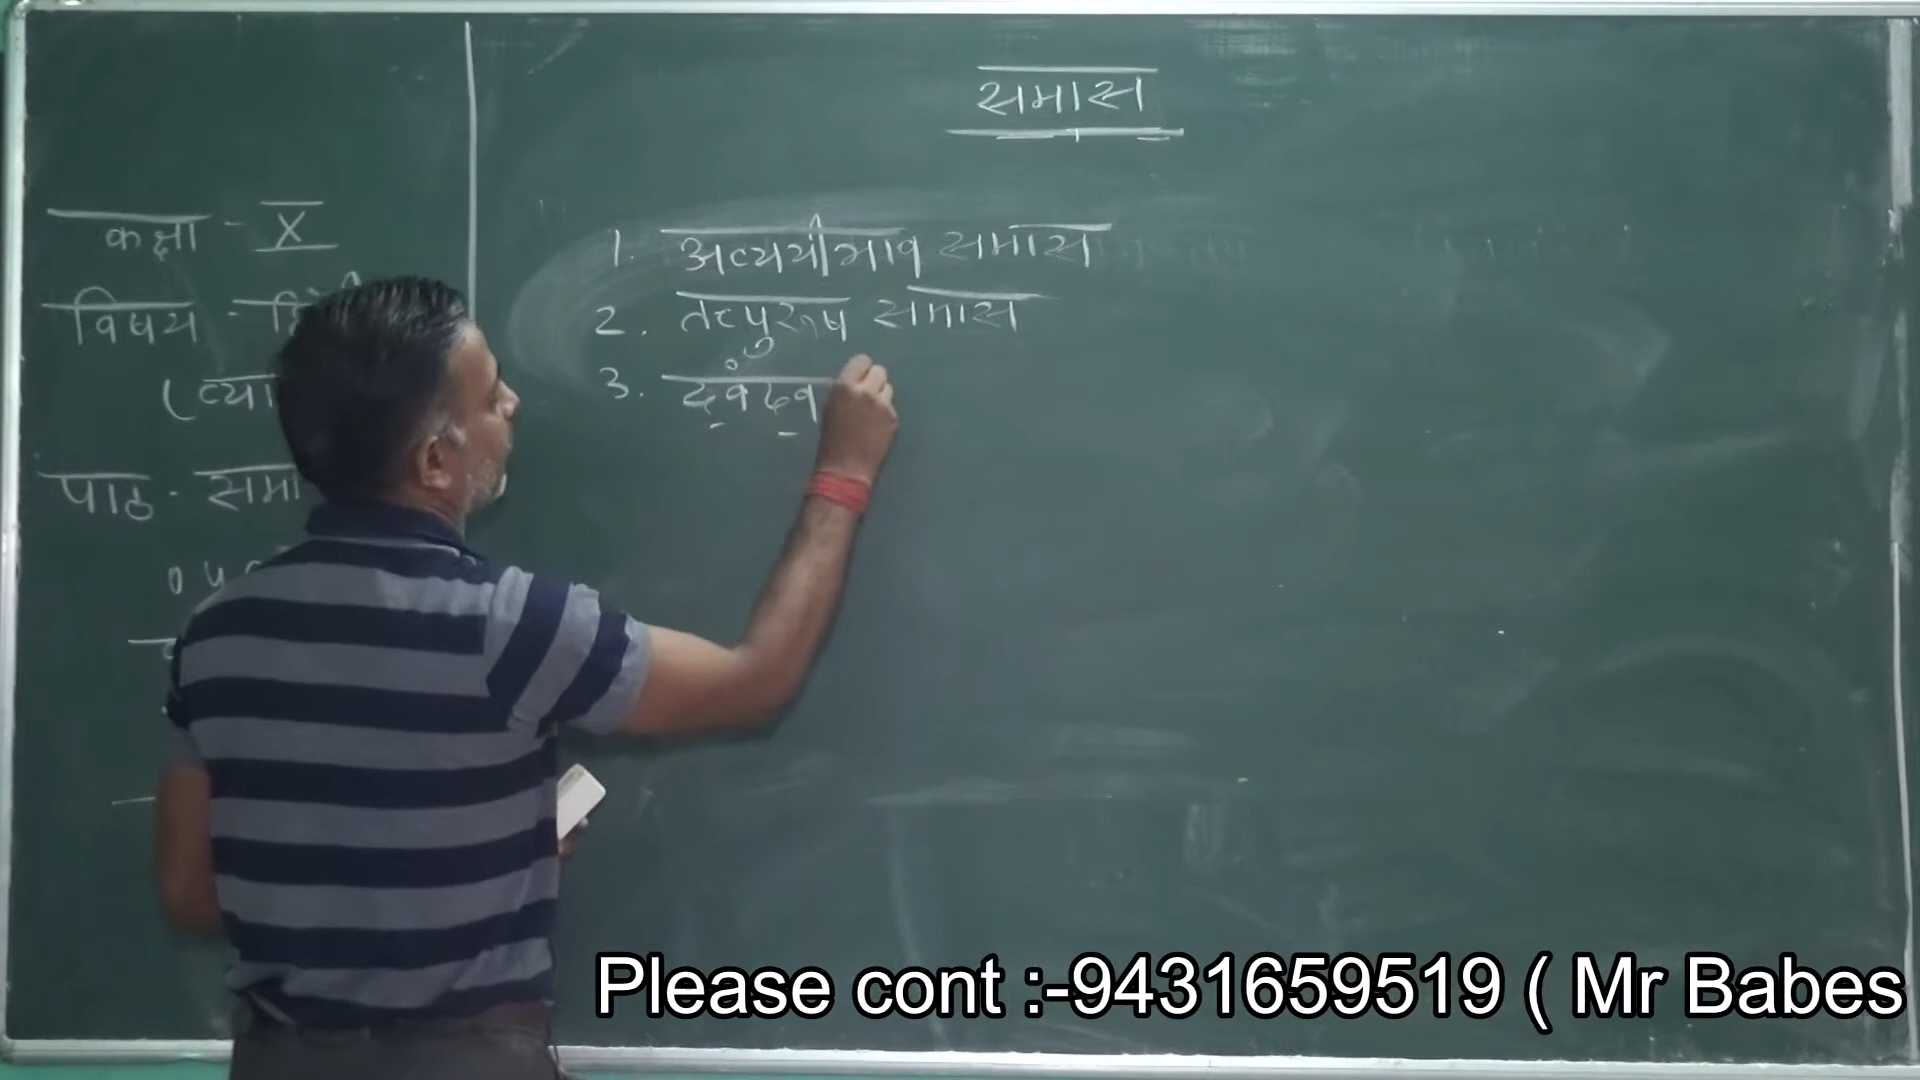 समास
कक्षा - X
विषय -
(व्या
पाठ - समा
1. अव्ययीभाव समास
2. तत्पुरूष समास
3. द्वंद्व
Please cont :-9431659519 ( Mr Babes